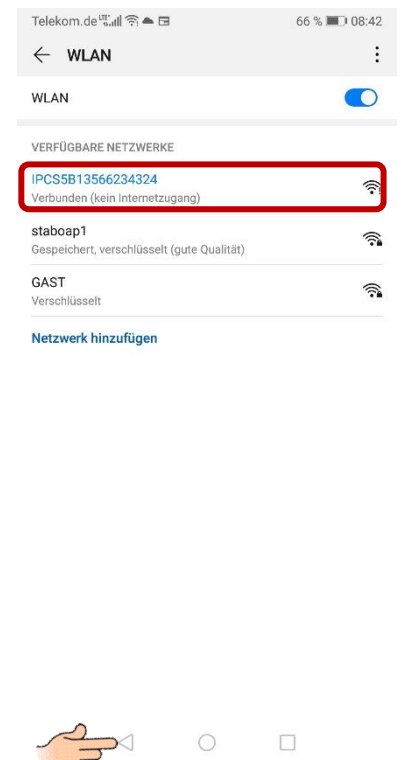 Telekom.de 66 % 08:42
WLAN
WLAN
VERFÜGBARE NETZWERKE
IPCS5B13566234324
Verbunden (kein Internetzugang)
staboap1
Gespeichert, verschlüsselt (gute Qualität)
GAST
Verschlüsselt
Netzwerk hinzufügen